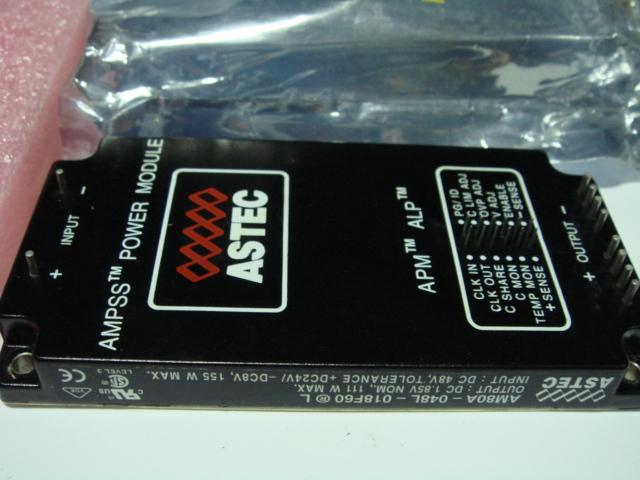 AMPSS™ POWER MODULE
- INPUT +
ASTEC
APM™ ALP™
CLK IN • • PG/ID
CLK OUT • • C LIM ADJ
C SHARE • • OVP ADJ
C MON • • V ADJ
TEMP MON • • ENABLE
+ SENSE • • - SENSE
+ OUTPUT -
ASTEC
AM80A-048L-018F60 ® L
OUTPUT : DC 1.85V NOM., 111 W MAX.
INPUT : DC 48V, TOLERANCE +DC24V/-DC8V, 155 W MAX.
C US
LEVEL 3
CE